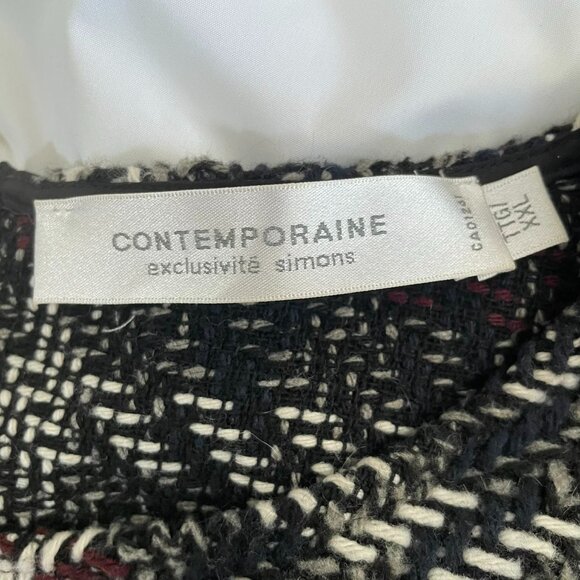 CONTEMPORAINE
exclusivité simons
TTG/
XXL